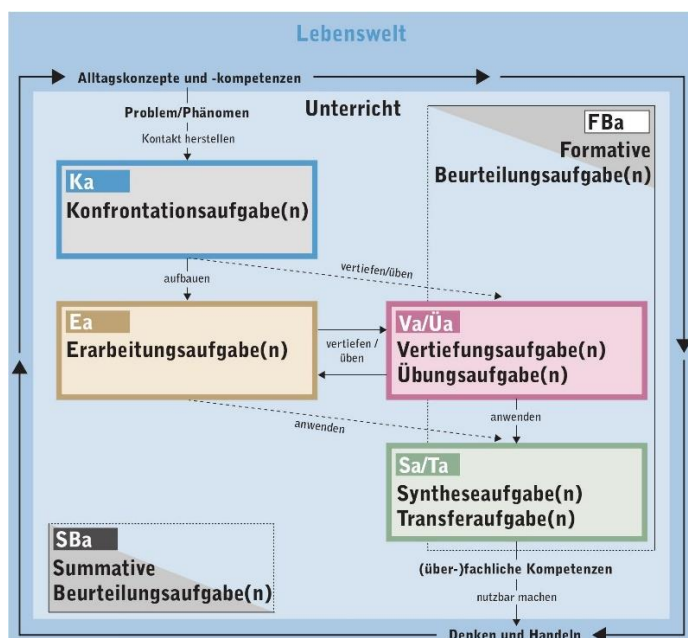 Lebenswelt
Alltagskonzepte und -kompetenzen
Problem/Phänomen
Kontakt herstellen
Unterricht
FBa
Formative
Beurteilungsaufgabe(n)
Ka
Konfrontationsaufgabe(n)
aufbauen
vertiefen/üben
Ea
Erarbeitungsaufgabe(n)
vertiefen /
üben
Va/Üa
Vertiefungsaufgabe(n)
Übungsaufgabe(n)
anwenden
anwenden
Sa/Ta
Syntheseaufgabe(n)
Transferaufgabe(n)
SBa
Summative
Beurteilungsaufgabe(n)
(über-)fachliche Kompetenzen
nutzbar machen
Denken und Handeln